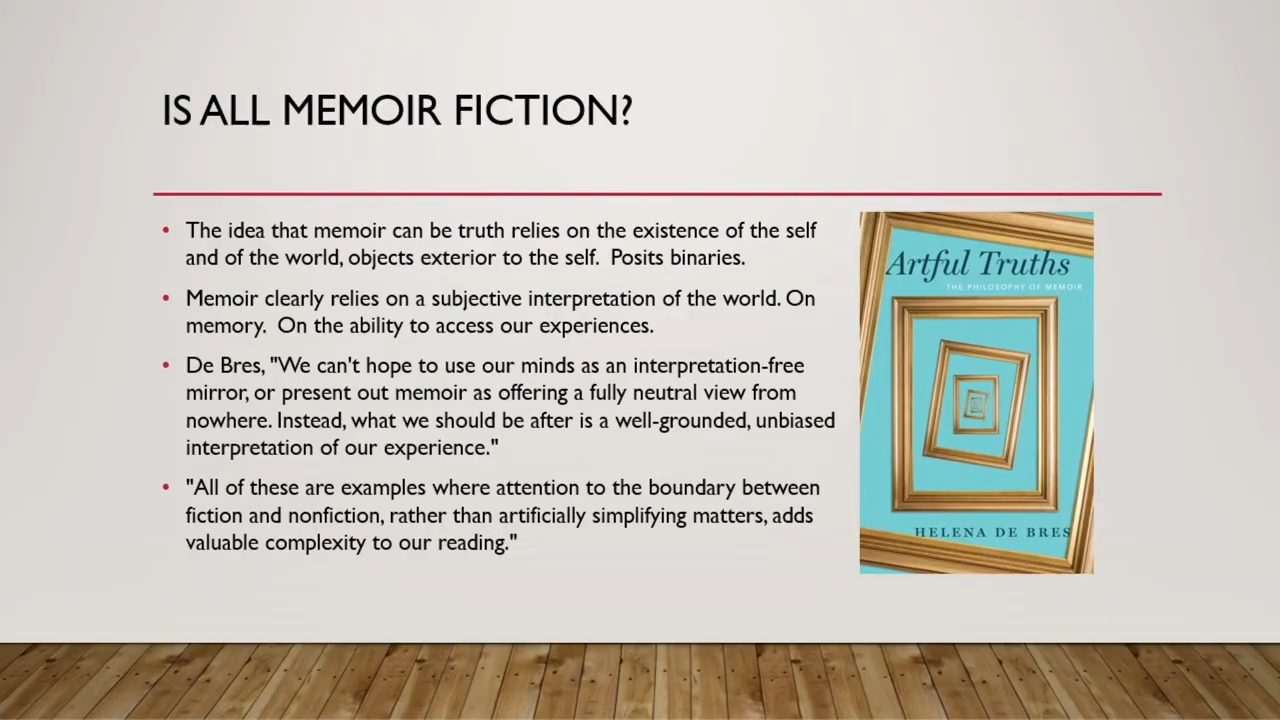 IS ALL MEMOIR FICTION?
• The idea that memoir can be truth relies on the existence of the self
and of the world, objects exterior to the self.  Posits binaries.
• Memoir clearly relies on a subjective interpretation of the world. On
memory.  On the ability to access our experiences.
• De Bres, "We can't hope to use our minds as an interpretation-free
mirror, or present out memoir as offering a fully neutral view from
nowhere. Instead, what we should be after is a well-grounded, unbiased
interpretation of our experience."
• "All of these are examples where attention to the boundary between
fiction and nonfiction, rather than artificially simplifying matters, adds
valuable complexity to our reading."
Artful Truths
THE PHILOSOPHY OF MEMOIR
HELENA DE BRES